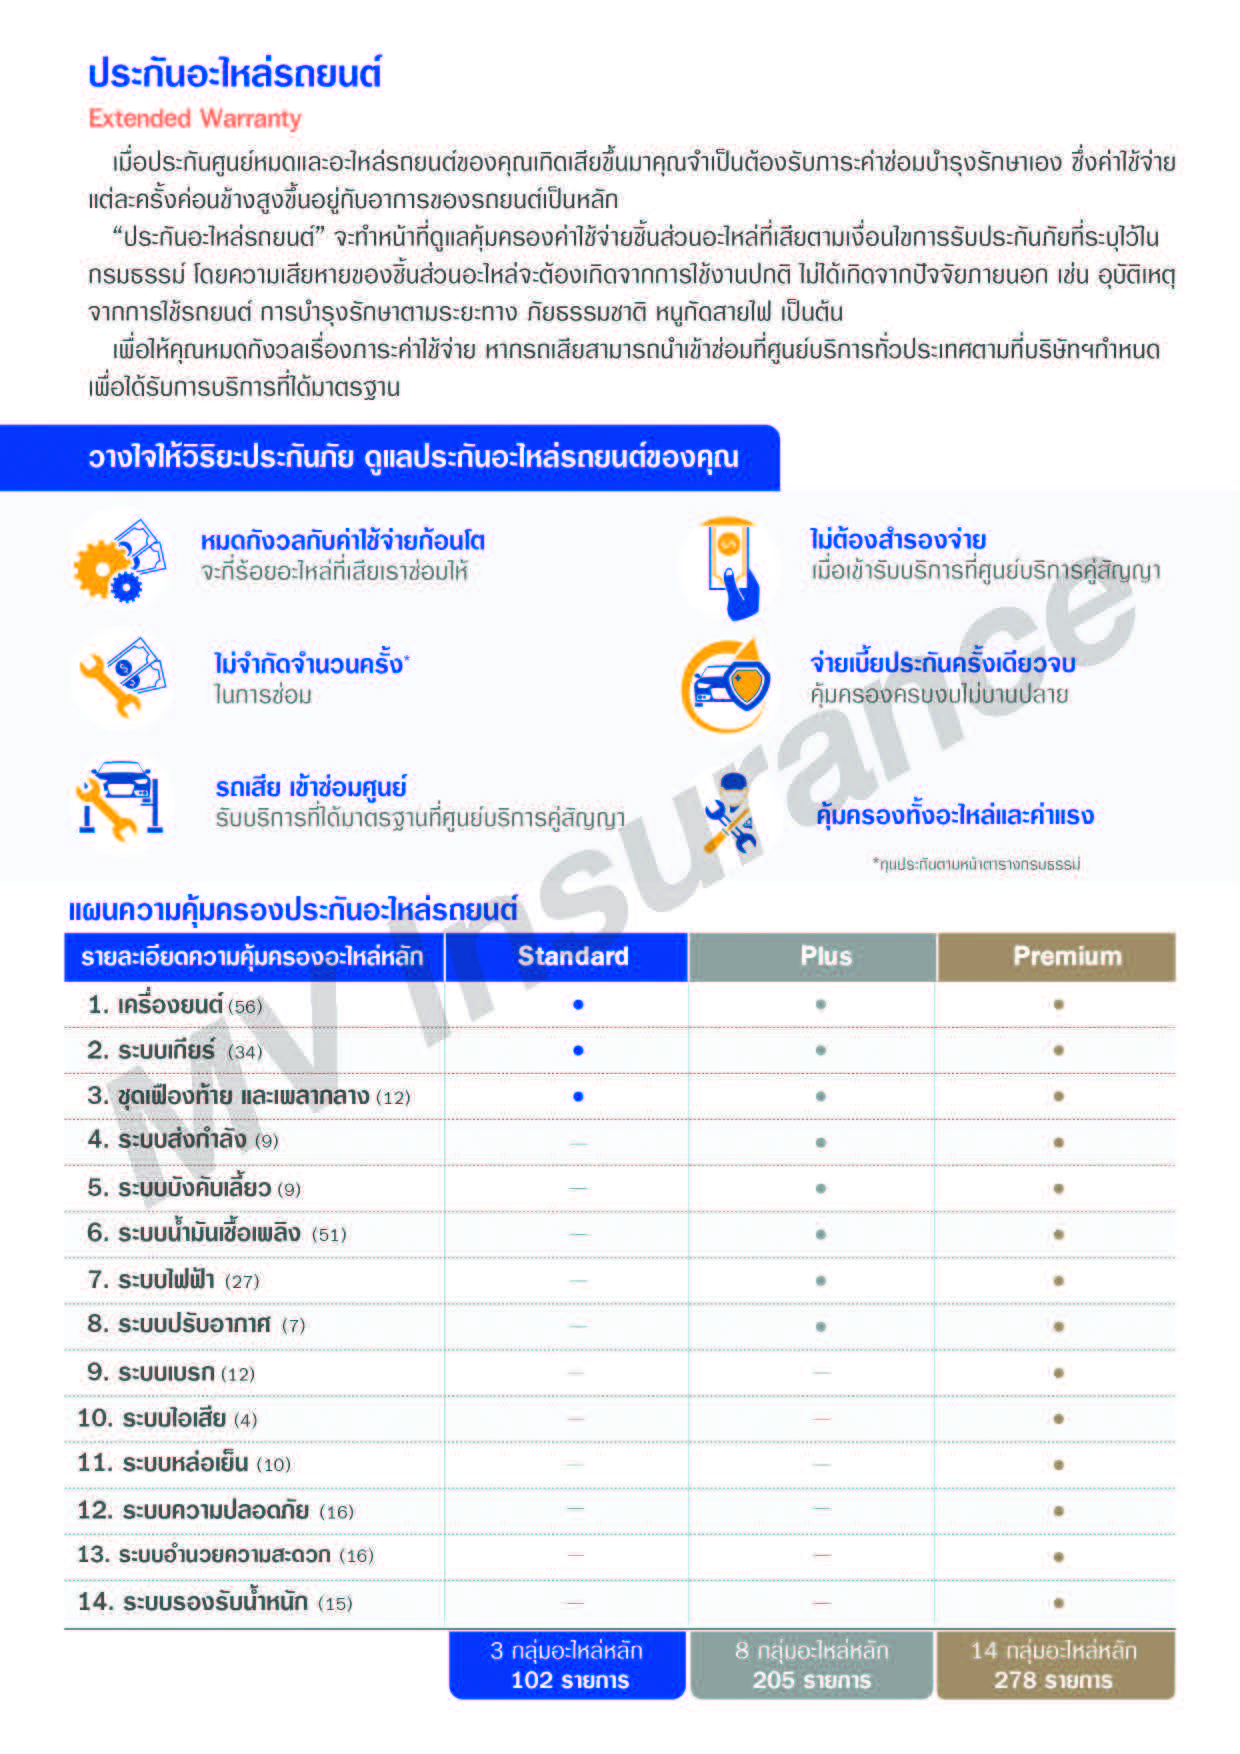 ประกันอะไหล่รถยนต์
Extended Warranty
เมื่อประกันศูนย์หมดและอะไหล่รถยนต์ของคุณเกิดเสียขึ้นมาคุณจำเป็นต้องรับภาระค่าซ่อมบำรุงรักษาเอง ซึ่งค่าใช้จ่าย
แต่ละครั้งค่อนข้างสูงขึ้นอยู่กับอาการของรถยนต์เป็นหลัก
“ประกันอะไหล่รถยนต์” จะทำหน้าที่ดูแลคุ้มครองค่าใช้จ่ายชิ้นส่วนอะไหล่ที่เสียตามเงื่อนไขการรับประกันภัยที่ระบุไว้ใน
กรมธรรม์ โดยความเสียหายของชิ้นส่วนอะไหล่จะต้องเกิดจากการใช้งานปกติ ไม่ได้เกิดจากปัจจัยภายนอก เช่น อุบัติเหตุ
จากการใช้รถยนต์ การบำรุงรักษาตามระยะทาง ภัยธรรมชาติ หนูกัดสายไฟ เป็นต้น
เพื่อให้คุณหมดกังวลเรื่องภาระค่าใช้จ่าย หากรถเสียสามารถนำเข้าซ่อมที่ศูนย์บริการทั่วประเทศตามที่บริษัทฯกำหนด
เพื่อได้รับการบริการที่ได้มาตรฐาน
วางใจให้วิริยะประกันภัย ดูแลประกันอะไหล่รถยนต์ของคุณ
หมดกังวลกับค่าใช้จ่ายก้อนโต
จะกี่ร้อยอะไหล่ที่เสียเราซ่อมให้
ไม่ต้องสำรองจ่าย
เมื่อเข้ารับบริการที่ศูนย์บริการคู่สัญญา
ไม่จำกัดจำนวนครั้ง*
ในการซ่อม
จ่ายเบี้ยประกันครั้งเดียวจบ
คุ้มครองครบงบไม่บานปลาย
รถเสีย เข้าซ่อมศูนย์
รับบริการที่ได้มาตรฐานที่ศูนย์บริการคู่สัญญา
คุ้มครองทั้งอะไหล่และค่าแรง
*ทุนประกันตามหน้าตารางกรมธรรม์
MV Insurance
แผนความคุ้มครองประกันอะไหล่รถยนต์
รายละเอียดความคุ้มครองอะไหล่หลัก Standard Plus Premium
1. เครื่องยนต์ (56) • • •
2. ระบบเกียร์ (34) • • •
3. ชุดเฟืองท้าย และเพลากลาง (12) • • •
4. ระบบส่งกำลัง (9) — • •
5. ระบบบังคับเลี้ยว (9) — • •
6. ระบบน้ำมันเชื้อเพลิง (51) — • •
7. ระบบไฟฟ้า (27) — • •
8. ระบบปรับอากาศ (7) — • •
9. ระบบเบรก (12) — — •
10. ระบบไอเสีย (4) — — •
11. ระบบหล่อเย็น (10) — — •
12. ระบบความปลอดภัย (16) — — •
13. ระบบอำนวยความสะดวก (16) — — •
14. ระบบรองรับน้ำหนัก (15) — — •
3 กลุ่มอะไหล่หลัก 8 กลุ่มอะไหล่หลัก 14 กลุ่มอะไหล่หลัก
102 รายการ 205 รายการ 278 รายการ